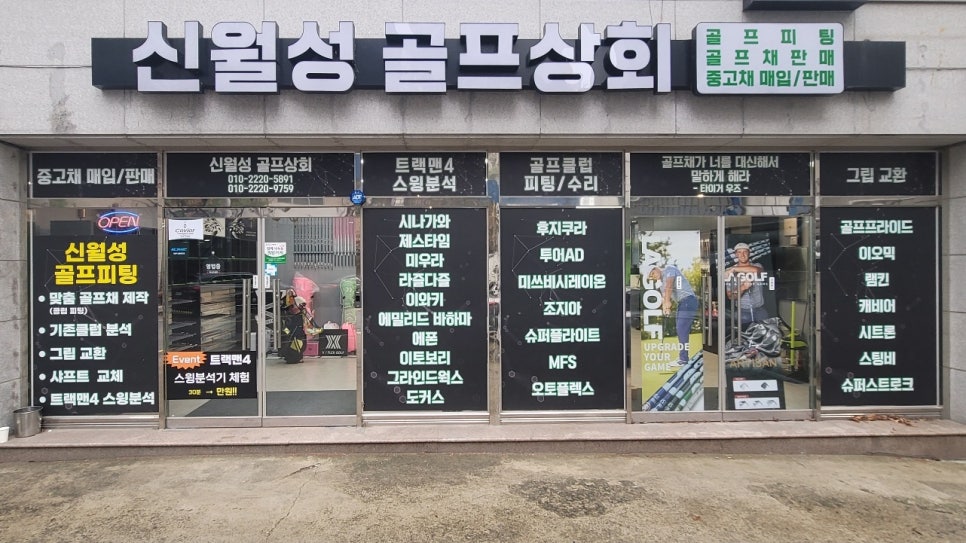 신월성 골프상회
골프피팅
골프채판매
중고채 매입/판매
중고채 매입/판매
신월성 골프상회
010-2220-5891
010-2220-9759
트랙맨4
스윙분석
골프클럽
피팅/수리
골프채가 너를 대신해서
말하게 해라
- 타이거 우즈 -
그립 교환
OPEN
신월성
골프피팅
• 맞춤 골프채 제작
(클럽 피팅)
• 기존클럽 분석
• 그립 교환
• 샤프트 교체
• 트랙맨4 스윙분석
Caviar
영업중
Event 트랙맨4
스윙분석기 체험
30분 → 만원!!
시나가와
제스타임
미우라
라즐다즐
이와카
에밀리드 바하마
에폰
이토보리
그라인드웍스
도커스
후지쿠라
투어AD
미쓰비시레이온
조지아
슈퍼플라이트
MFS
오토플렉스
AGOLF
UPGRADE
YOUR
GAME
AGOLF
ARTISAN
골프프라이드
이오믹
램킨
캐비어
시트론
스팅비
슈퍼스트로크